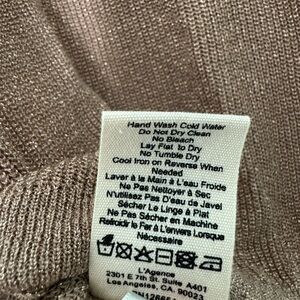 Hand Wash Cold Water
Do Not Dry Clean
No Bleach
Lay Flat to Dry
No Tumble Dry
Cool Iron on Reverse When
Needed
Laver à la Main à L'eau Froide
Ne Pas Nettoyer à Sec
N'utilisez Pas D'eau de Javel
Sécher Le Linge à Plat
Ne Pas Sécher en Machine
Refroidir le Fer à L'envers Lorsque
Nécessaire
L'Agence
2301 E 7th St. Suite A401
Los Angeles, CA. 90023